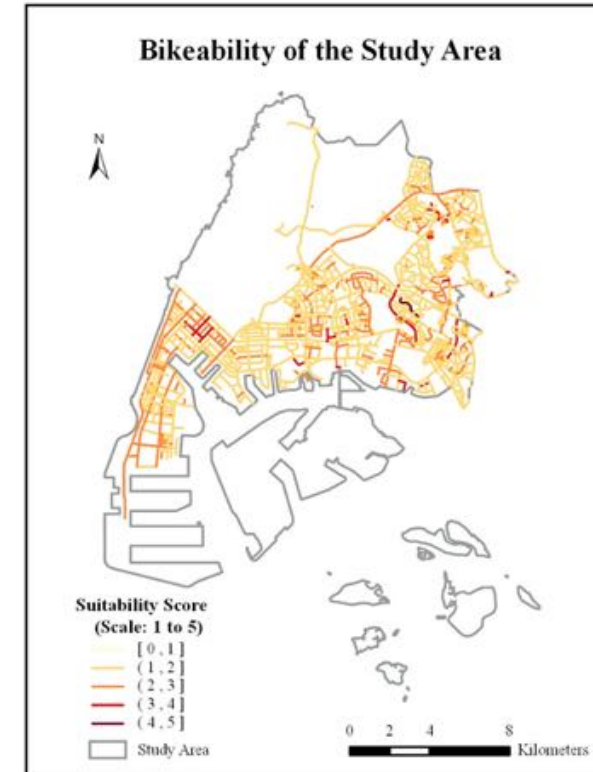 Bikeability of the Study Area
N
Suitability Score
(Scale: 1 to 5)
[ 0 , 1 ]
( 1 , 2 ]
( 2 , 3 ]
( 3 , 4 ]
( 4 , 5 ]
Study Area
0 2 4 8
Kilometers